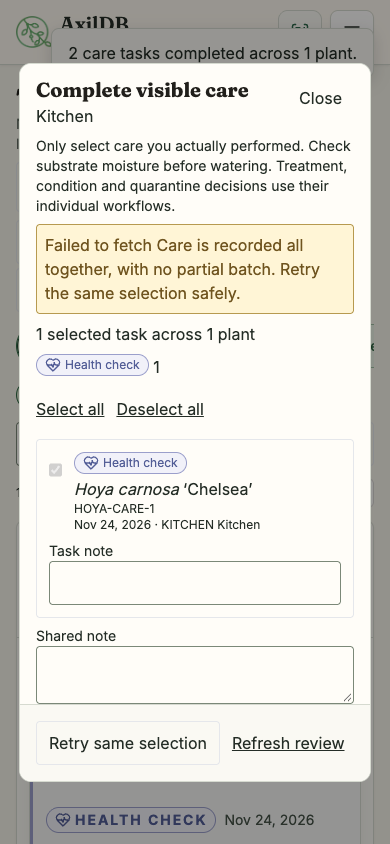 AxilDB
2 care tasks completed across 1 plant.
Complete visible care
Close
Kitchen
Only select care you actually performed. Check
substrate moisture before watering. Treatment,
condition and quarantine decisions use their
individual workflows.
Failed to fetch Care is recorded all
together, with no partial batch. Retry
the same selection safely.
1 selected task across 1 plant
Health check 1
Select all Deselect all
Health check
Hoya carnosa ‘Chelsea’
HOYA-CARE-1
Nov 24, 2026 · KITCHEN Kitchen
Task note
Shared note
Retry same selection Refresh review
HEALTH CHECK Nov 24, 2026